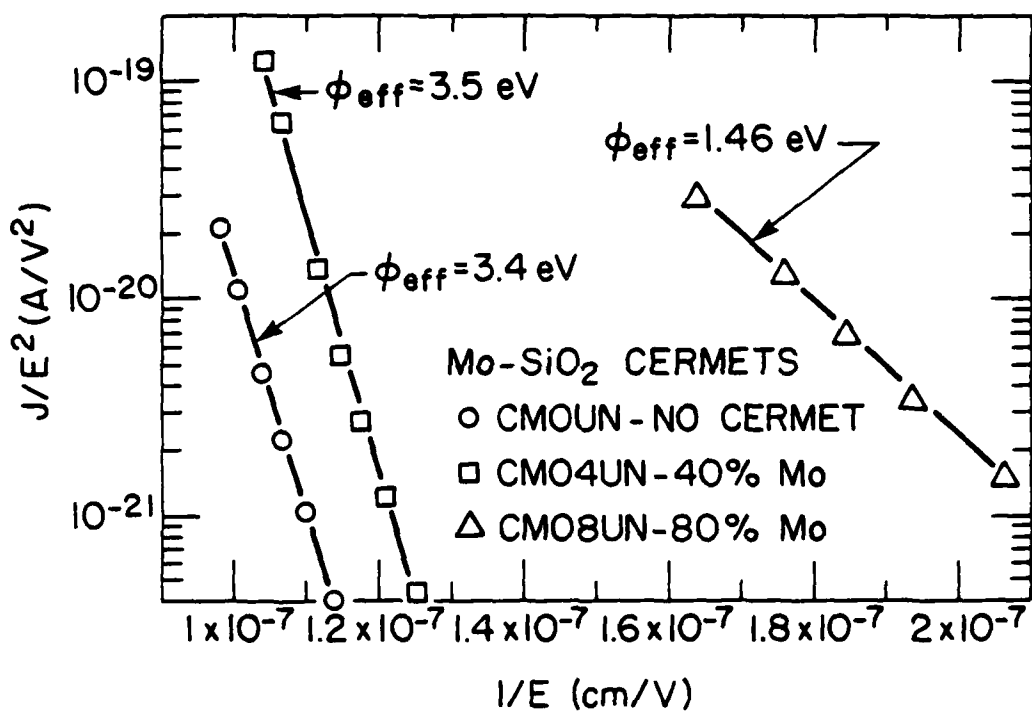 10⁻¹⁹
10⁻²⁰
10⁻²¹
J/E² (A/V²)
ϕeff = 3.5 eV
ϕeff = 1.46 eV
ϕeff = 3.4 eV
Mo-SiO₂ CERMETS
○ CMOUN - NO CERMET
□ CMO4UN - 40% Mo
△ CMO8UN - 80% Mo
1 x 10⁻⁷ 1.2 x 10⁻⁷ 1.4 x 10⁻⁷ 1.6 x 10⁻⁷ 1.8 x 10⁻⁷ 2 x 10⁻⁷
1/E (cm/V)